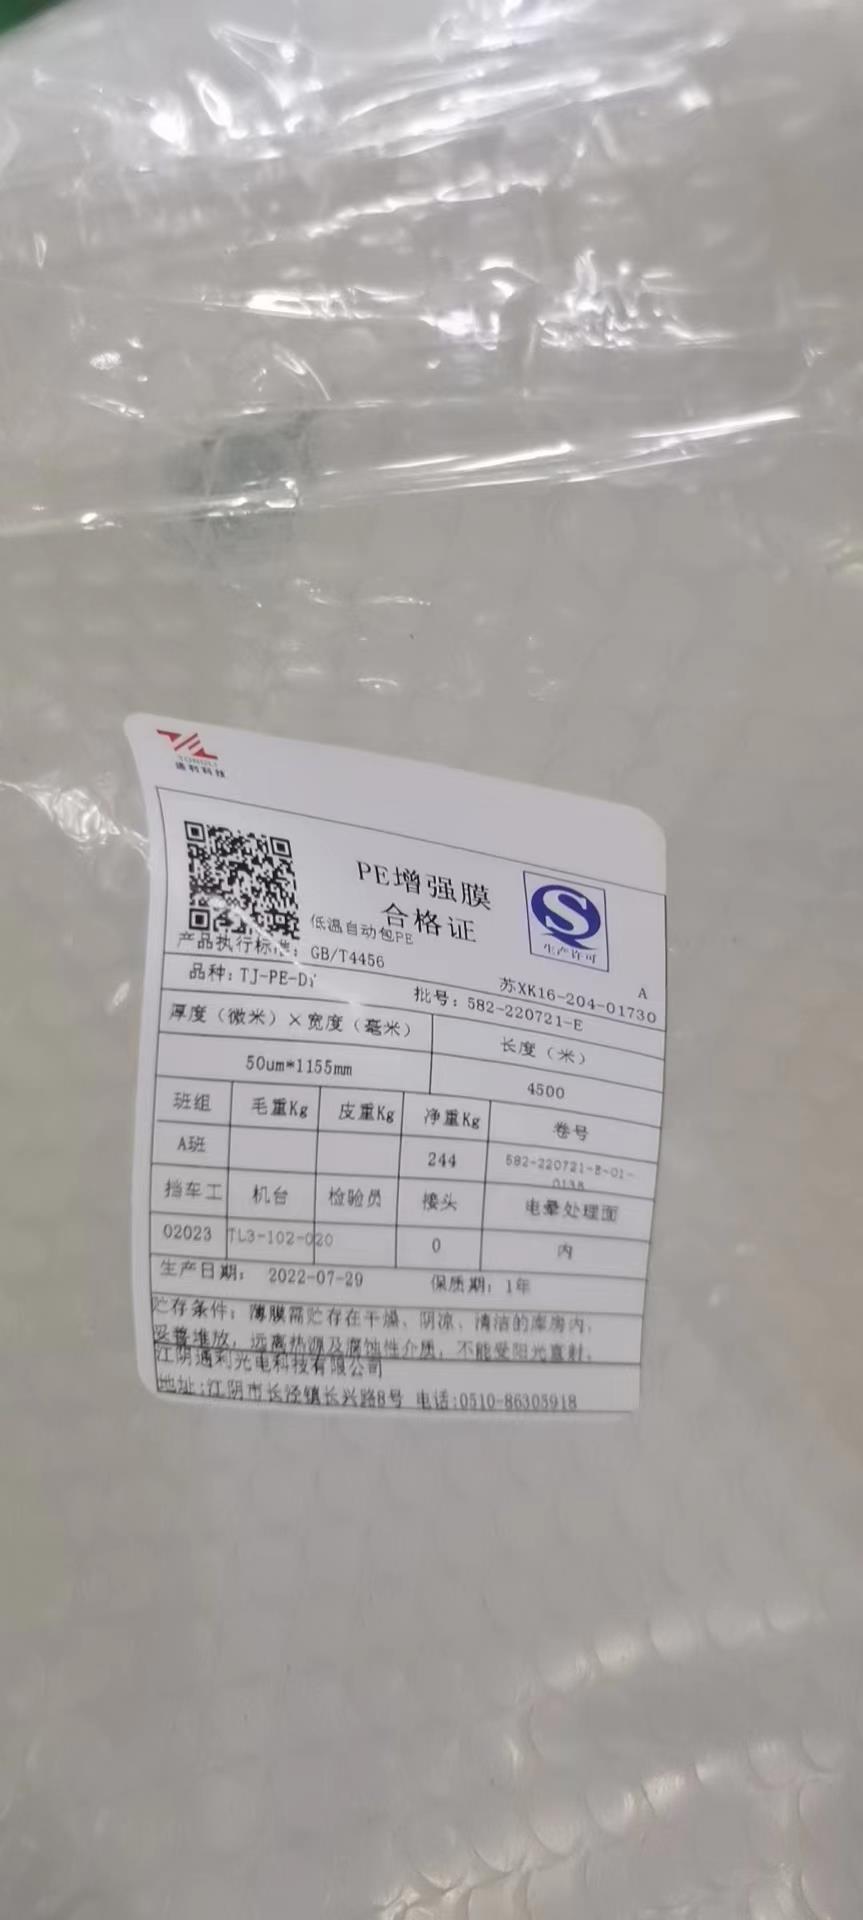 TONGLI
通利科技
PE增强膜
合格证
低温自动包PE
生产许可
产品执行标准: GB/T4456
苏XK16-204-01730
A
品种:TJ-PE-D
批号:582-220721-E
厚度(微米)×宽度(毫米)
长度(米)
50um*1155mm
4500
班组 毛重Kg 皮重Kg 净重Kg 卷号
A班 244 582-220721-E-01-
0138
挡车工 机台 检验员 接头 电晕处理面
02023 TL3-102-020 0 内
生产日期: 2022-07-29 保质期: 1年
贮存条件: 薄膜需贮存在干燥、阴凉、清洁的库房内,
妥善堆放, 远离热源及腐蚀性介质, 不能受阳光直射.
江阴通利光电科技有限公司
地址:江阴市长泾镇长兴路8号 电话:0510-86305918